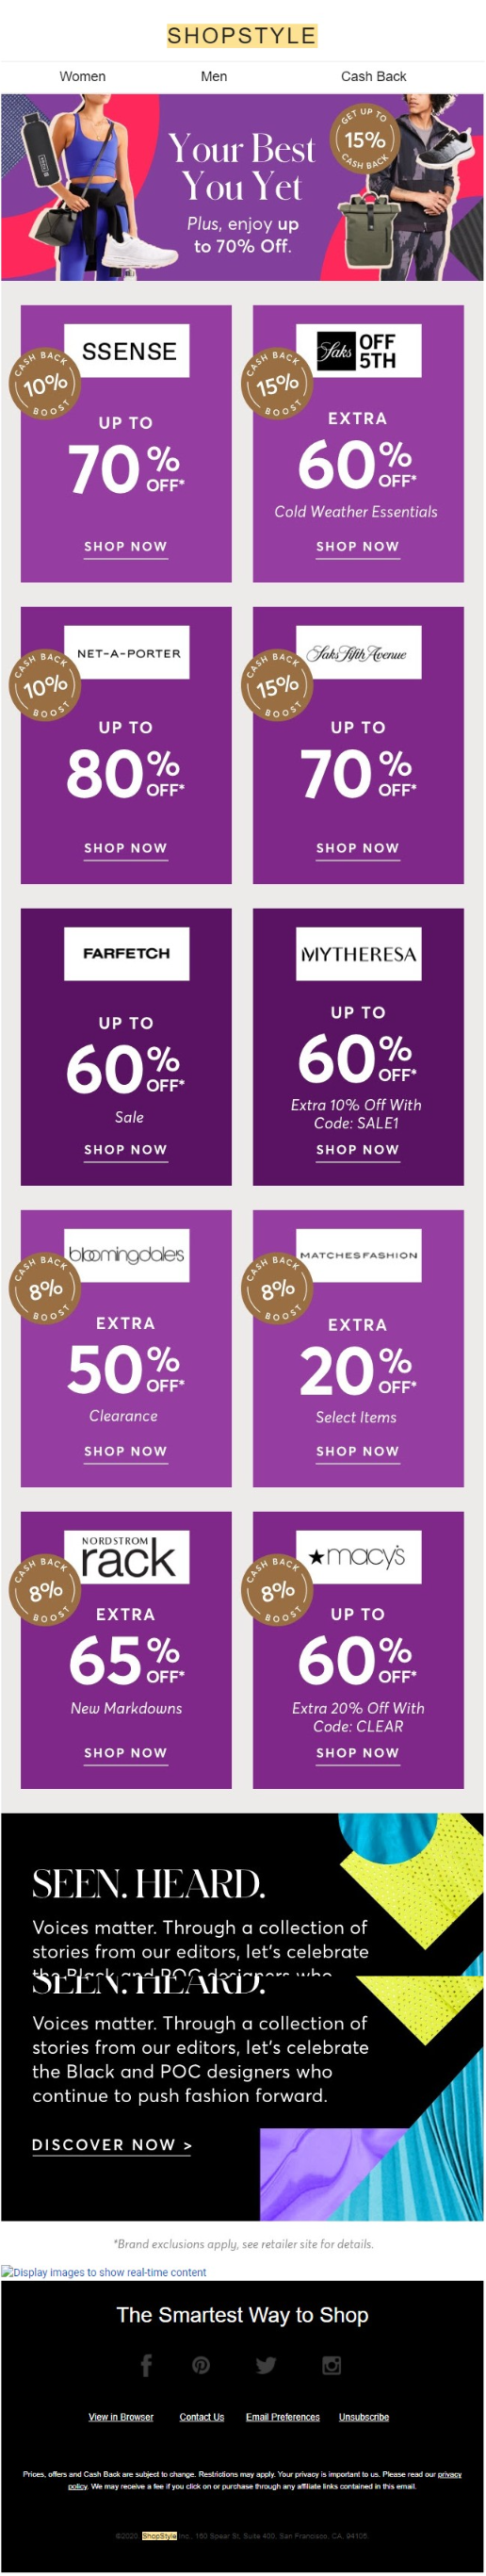 SHOPSTYLE
Women Men Cash Back
Your Best
You Yet
Plus, enjoy up
to 70% Off.
GET UP TO
15%
CASH BACK
SSENSE
CASH BACK
10%
BOOST
UP TO
70%
OFF*
SHOP NOW
Saks OFF
5TH
CASH BACK
15%
BOOST
EXTRA
60%
OFF*
Cold Weather Essentials
SHOP NOW
NET-A-PORTER
CASH BACK
10%
BOOST
UP TO
80%
OFF*
SHOP NOW
Saks Fifth Avenue
CASH BACK
15%
BOOST
UP TO
70%
OFF*
SHOP NOW
FARFETCH
UP TO
60%
OFF*
Sale
SHOP NOW
MYTHERESA
UP TO
60%
OFF*
Extra 10% Off With
Code: SALE1
SHOP NOW
bloomingdales
CASH BACK
8%
BOOST
EXTRA
50%
OFF*
Clearance
SHOP NOW
MATCHESFASHION
CASH BACK
8%
BOOST
EXTRA
20%
OFF*
Select Items
SHOP NOW
NORDSTROM
rack
CASH BACK
8%
BOOST
EXTRA
65%
OFF*
New Markdowns
SHOP NOW
macy's
CASH BACK
8%
BOOST
UP TO
60%
OFF*
Extra 20% Off With
Code: CLEAR
SHOP NOW
SEEN. HEARD.
Voices matter. Through a collection of
stories from our editors, let's celebrate
the Black and POC designers who
SEEN. HEARD.
Voices matter. Through a collection of
stories from our editors, let's celebrate
the Black and POC designers who
continue to push fashion forward.
DISCOVER NOW >
*Brand exclusions apply, see retailer site for details.
Display images to show real-time content
The Smartest Way to Shop
View in Browser Contact Us Email Preferences Unsubscribe
Prices, offers and Cash Back are subject to change. Restrictions may apply. Your privacy is important to us. Please read our privacy
policy. We may receive a fee if you click on or purchase through any affiliate links contained in this email.
©2020 ShopStyle Inc., 160 Spear St, Suite 400, San Francisco, CA, 94105